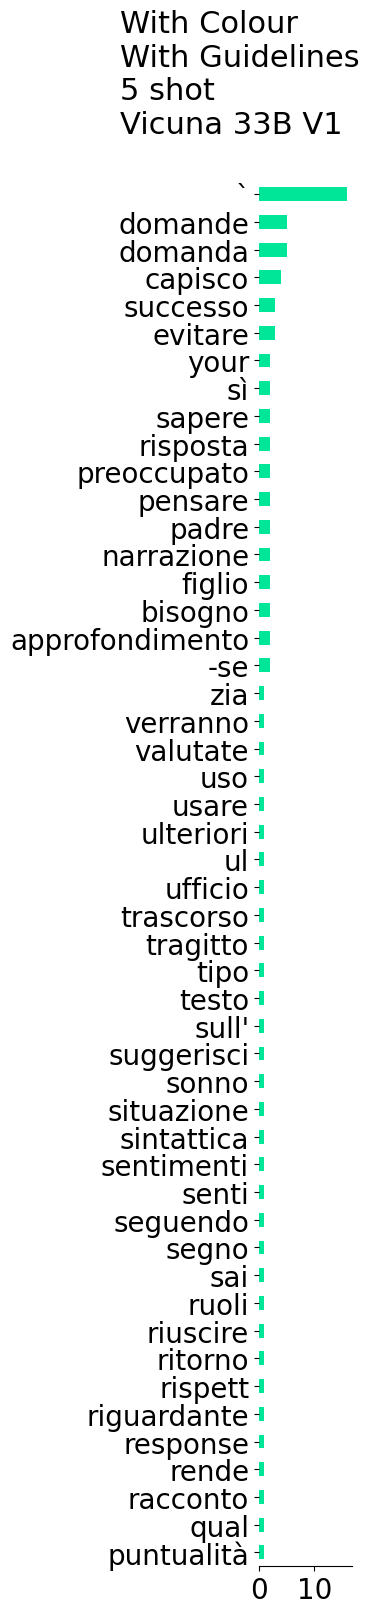 With Colour
With Guidelines
5 shot
Vicuna 33B V1
`
domande
domanda
capisco
successo
evitare
your
sì
sapere
risposta
preoccupato
pensare
padre
narrazione
figlio
bisogno
approfondimento
-se
zia
verranno
valutate
uso
usare
ulteriori
ul
ufficio
trascorso
tragitto
tipo
testo
sull'
suggerisci
sonno
situazione
sintattica
sentimenti
senti
seguendo
segno
sai
ruoli
riuscire
ritorno
rispett
riguardante
response
rende
racconto
qual
puntualità
0 10